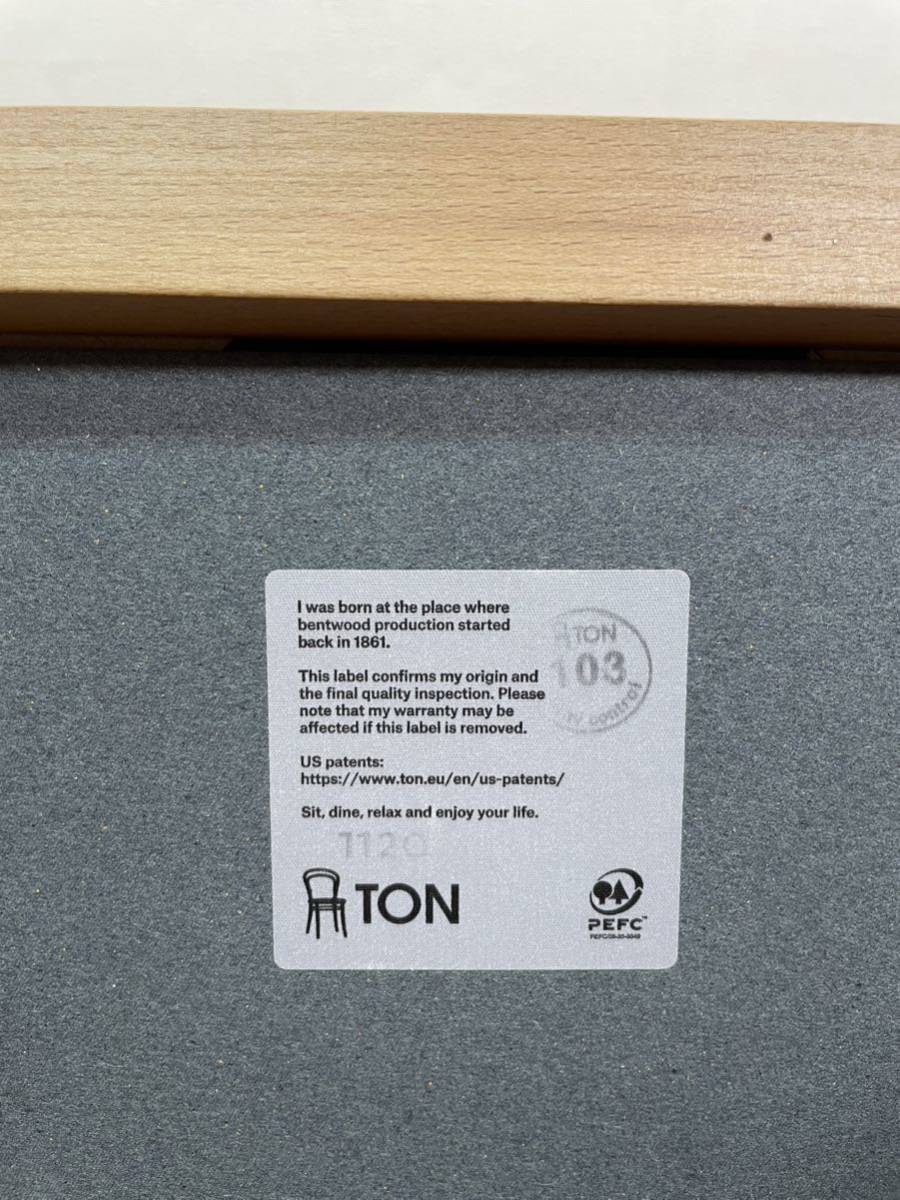 I was born at the place where
bentwood production started
back in 1861.
This label confirms my origin and
the final quality inspection. Please
note that my warranty may be
affected if this label is removed.
US patents:
https://www.ton.eu/en/us-patents/
Sit, dine, relax and enjoy your life.
TON
103
control
TON
PEFC™